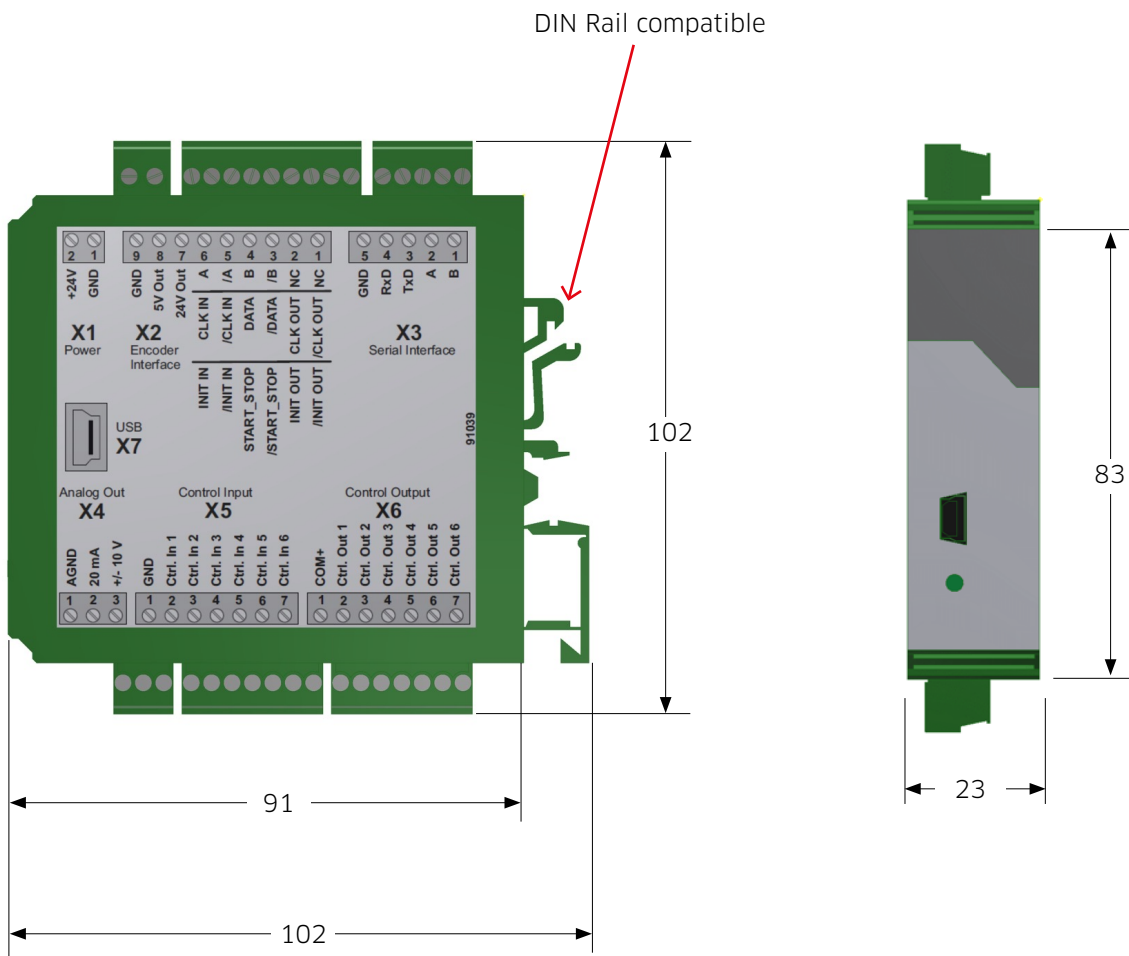 DIN Rail compatible
2 1
+24V GND
X1
Power
9 8 7 6 5 4 3 2 1
GND 5V Out 24V Out A /A B /B NC NC
CLK IN /CLK IN DATA /DATA CLK OUT /CLK OUT
INIT IN /INIT IN START_STOP /START_STOP INIT OUT /INIT OUT
X2
Encoder
Interface
5 4 3 2 1
GND RxD TxD A B
X3
Serial Interface
USB
X7
91039
Analog Out
X4
AGND 20 mA +/- 10 V
1 2 3
Control Input
X5
GND Ctrl. In 1 Ctrl. In 2 Ctrl. In 3 Ctrl. In 4 Ctrl. In 5 Ctrl. In 6
1 2 3 4 5 6 7
Control Output
X6
COM+ Ctrl. Out 1 Ctrl. Out 2 Ctrl. Out 3 Ctrl. Out 4 Ctrl. Out 5 Ctrl. Out 6
1 2 3 4 5 6 7
102
83
91
23
102